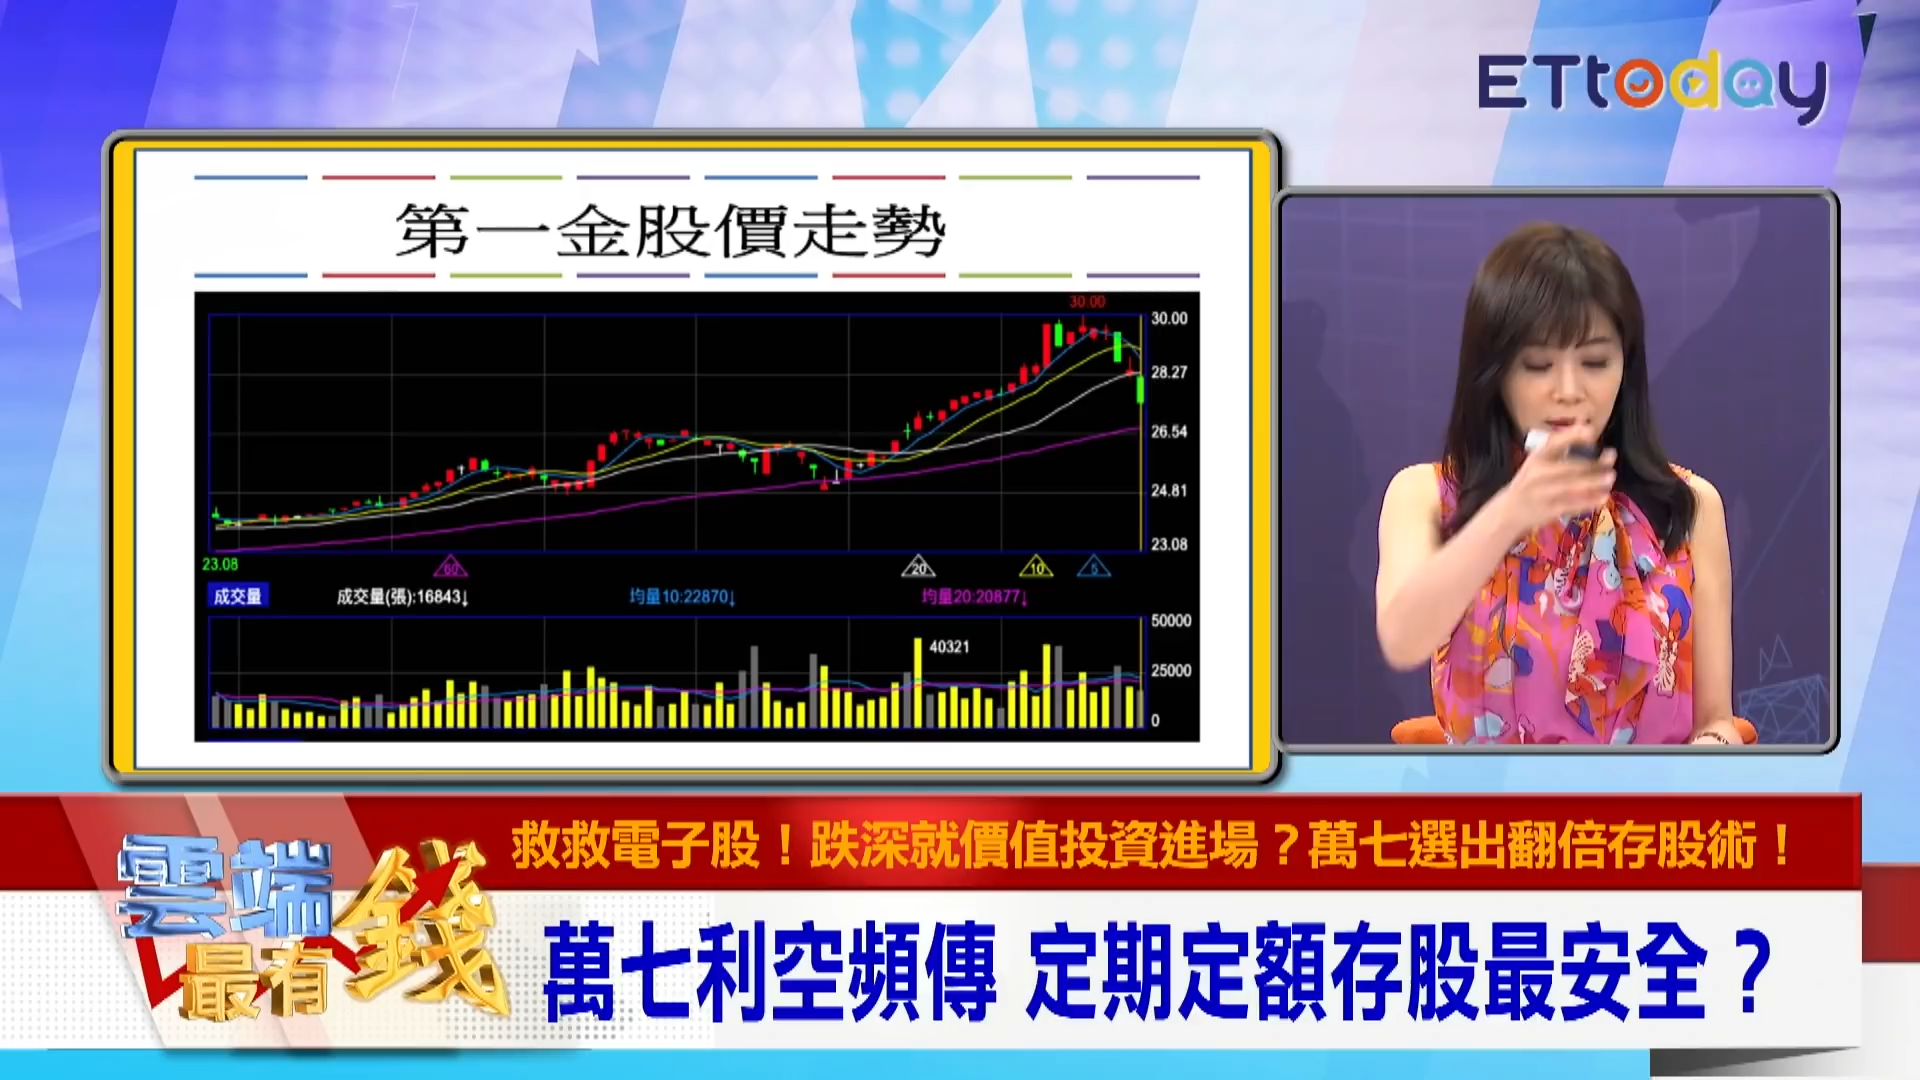 ETtoday
第一金股價走勢
30.00
30.00
28.27
26.54
24.81
23.08
23.08
60
20
10
5
成交量
成交量(張):16843↓
均量10:22870↓
均量20:20877↓
50000
40321
25000
0
救救電子股！跌深就價值投資進場？萬七選出翻倍存股術！
雲端最有錢
萬七利空頻傳 定期定額存股最安全？